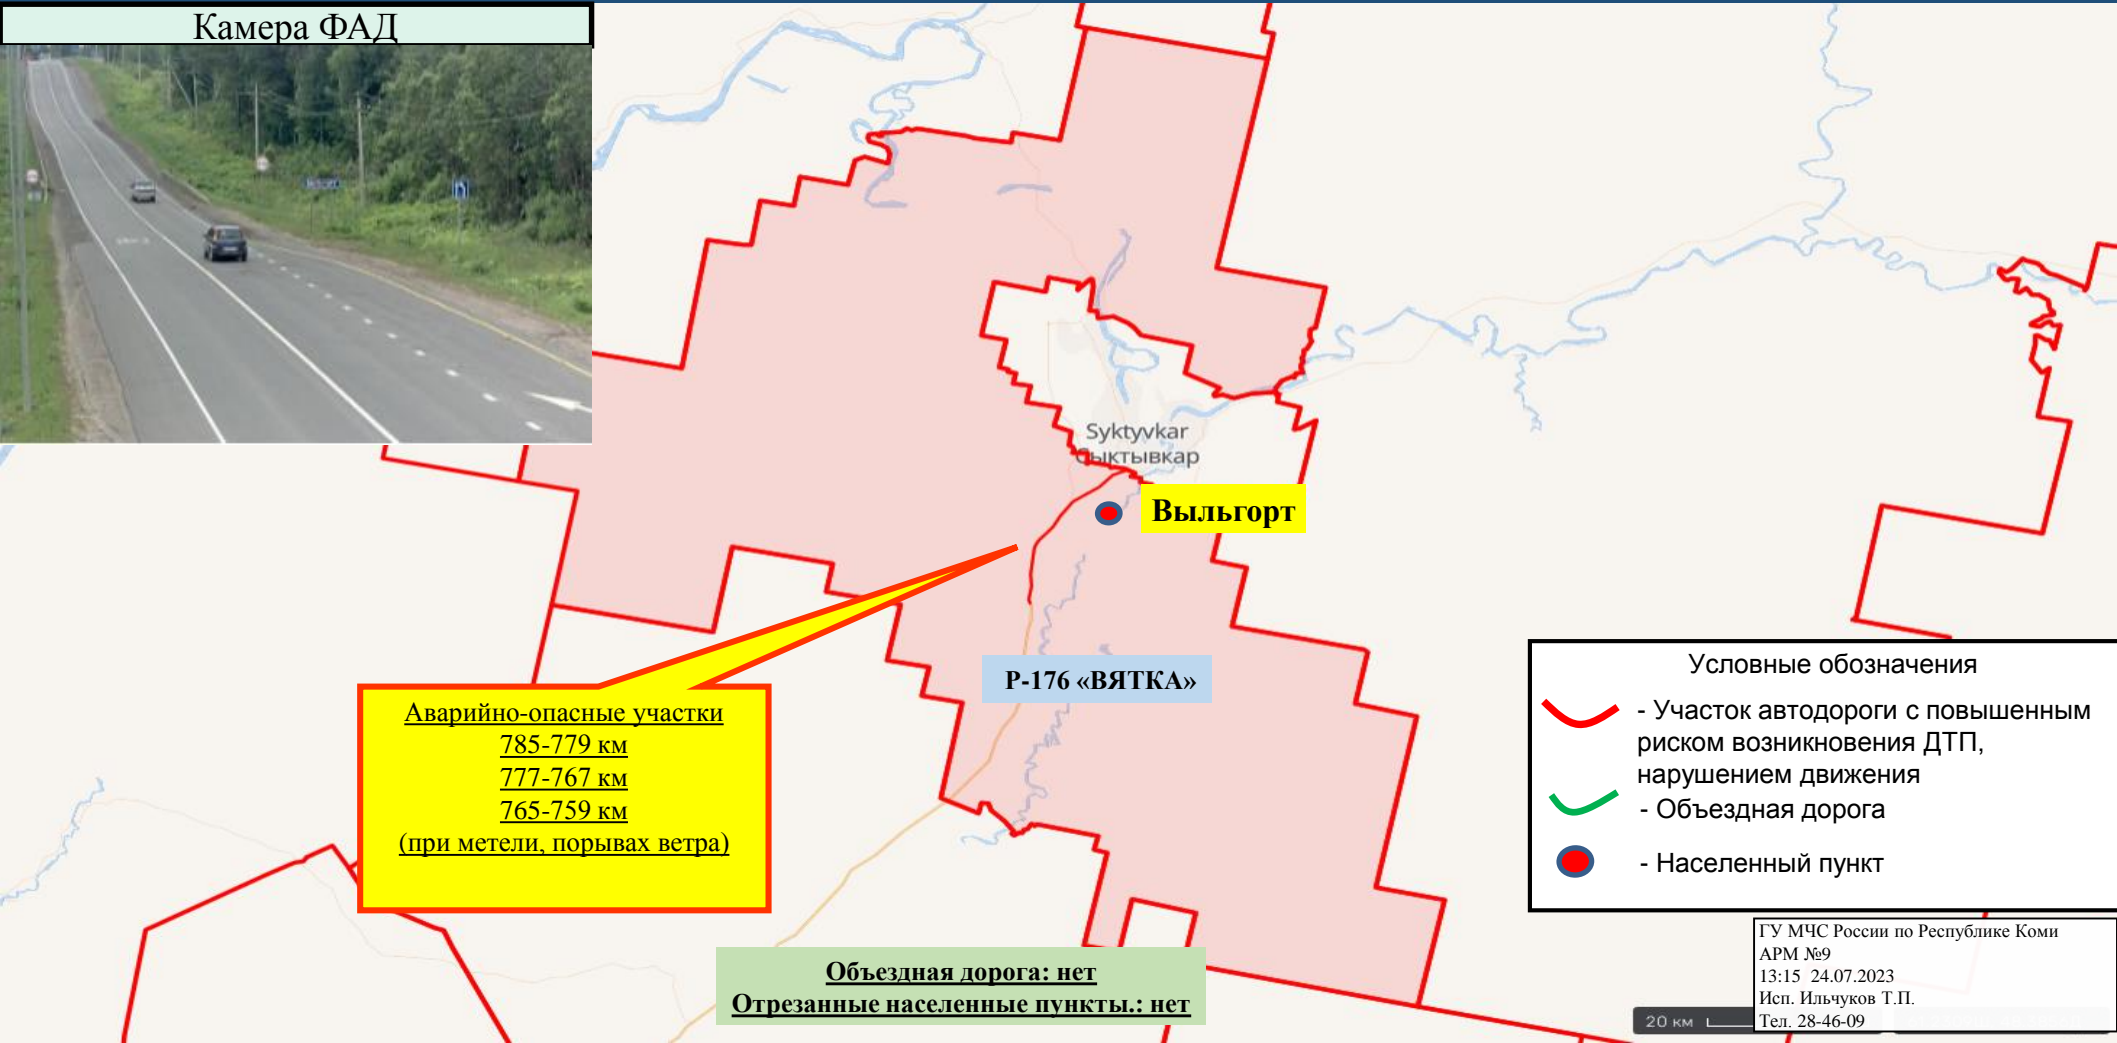 Камера ФАД
Syktyvkar
Сыктывкар
Выльгорт
Р-176 «ВЯТКА»
Аварийно-опасные участки
785-779 км
777-767 км
765-759 км
(при метели, порывах ветра)
Объездная дорога: нет
Отрезанные населенные пункты.: нет
Условные обозначения
- Участок автодороги с повышенным
риском возникновения ДТП,
нарушением движения
- Объездная дорога
- Населенный пункт
ГУ МЧС России по Республике Коми
АРМ №9
13:15 24.07.2023
Исп. Ильчуков Т.П.
Тел. 28-46-09
20 км